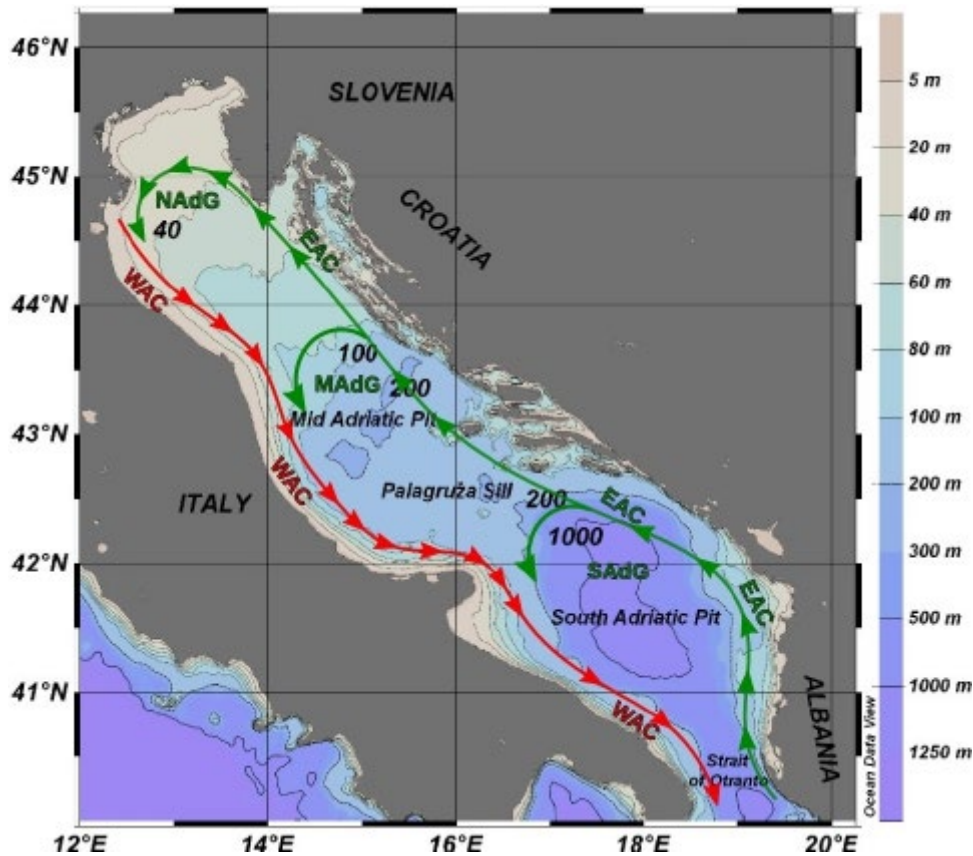 46°N
45°N
44°N
43°N
42°N
41°N
SLOVENIA
CROATIA
NAdG
40
EAC
WAC
100
MAdG
200
Mid Adriatic Pit
WAC
ITALY
Palagruža Sill
200
EAC
1000
SAdG
EAC
South Adriatic Pit
WAC
ALBANIA
Strait
of Otranto
12°E
14°E
16°E
18°E
20°E
5 m
20 m
40 m
60 m
80 m
100 m
200 m
300 m
500 m
1000 m
1250 m
Ocean Data View